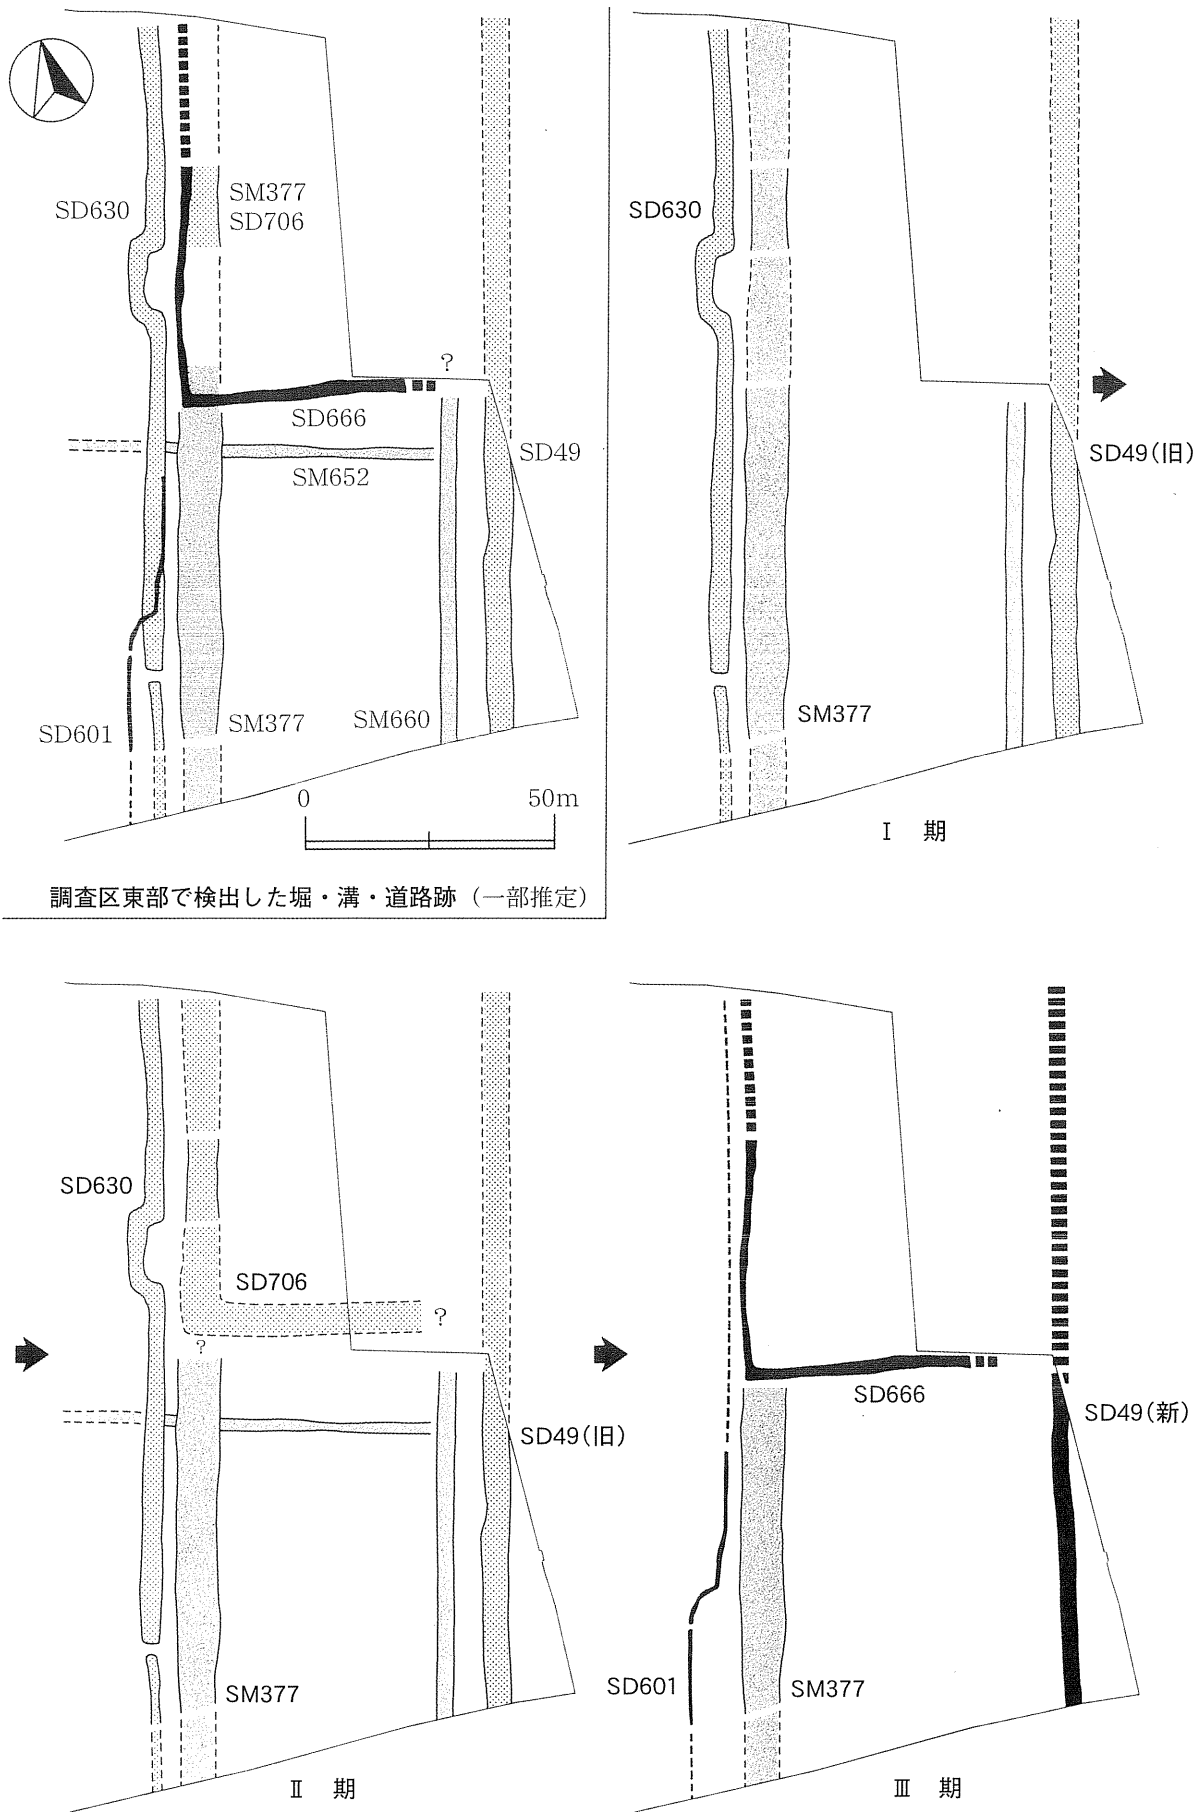 SD630
SM377
SD706
?
SD666
SD49
SM652
SD601
SM377
SM660
0 50m
調査区東部で検出した堀・溝・道路跡 (一部推定)
SD630
SD49(旧)
SM377
Ⅰ 期
SD630
SD706
?
?
SD49(旧)
SM377
Ⅱ 期
SD666
SD49(新)
SD601
SM377
Ⅲ 期